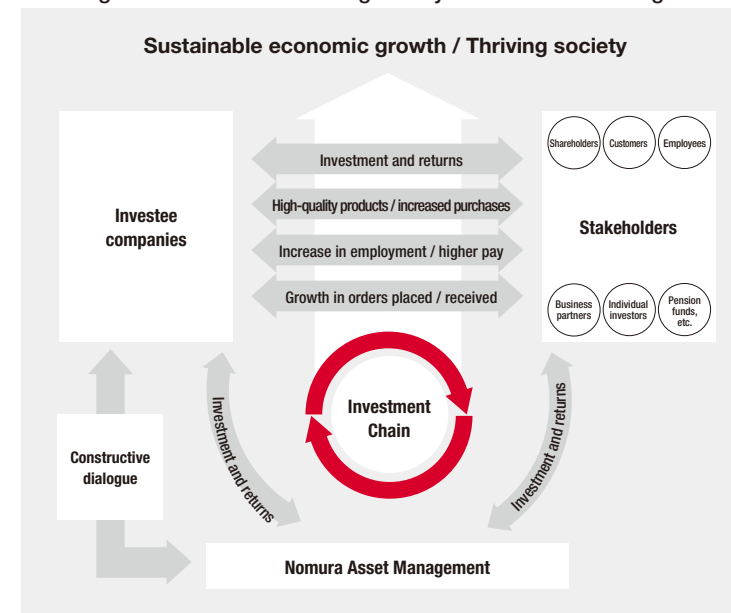 Sustainable economic growth / Thriving society
Shareholders
Customers
Employees
Investment and returns
High-quality products / increased purchases
Investee
companies
Stakeholders
Increase in employment / higher pay
Growth in orders placed / received
Business
partners
Individual
investors
Pension
funds,
etc.
Investment
Chain
Investment and returns
Investment and returns
Constructive
dialogue
Nomura Asset Management